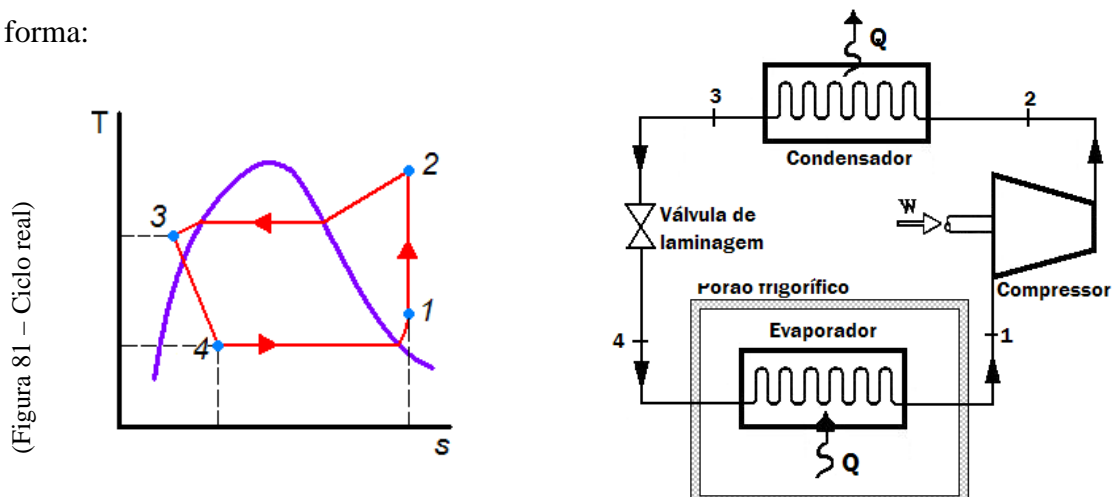 forma:
(Figura 81 – Ciclo real)
T
2
3
1
4
s
Q
3
2
Condensador
Válvula de
laminagem
W
Compressor
Porão frigorífico
Evaporador
4
1
Q